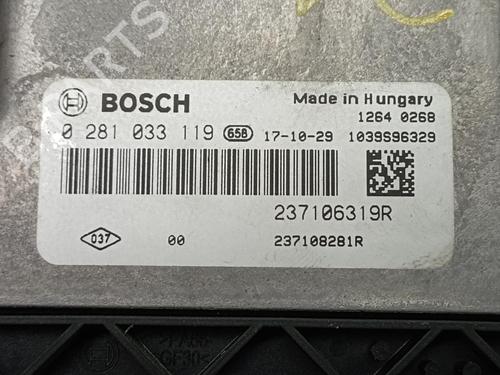 BOSCH
Made in Hungary
1264 0268
0 281 033 119 658 17-10-29 1039S96329
237106319R
037 00 237108281R
GF30<